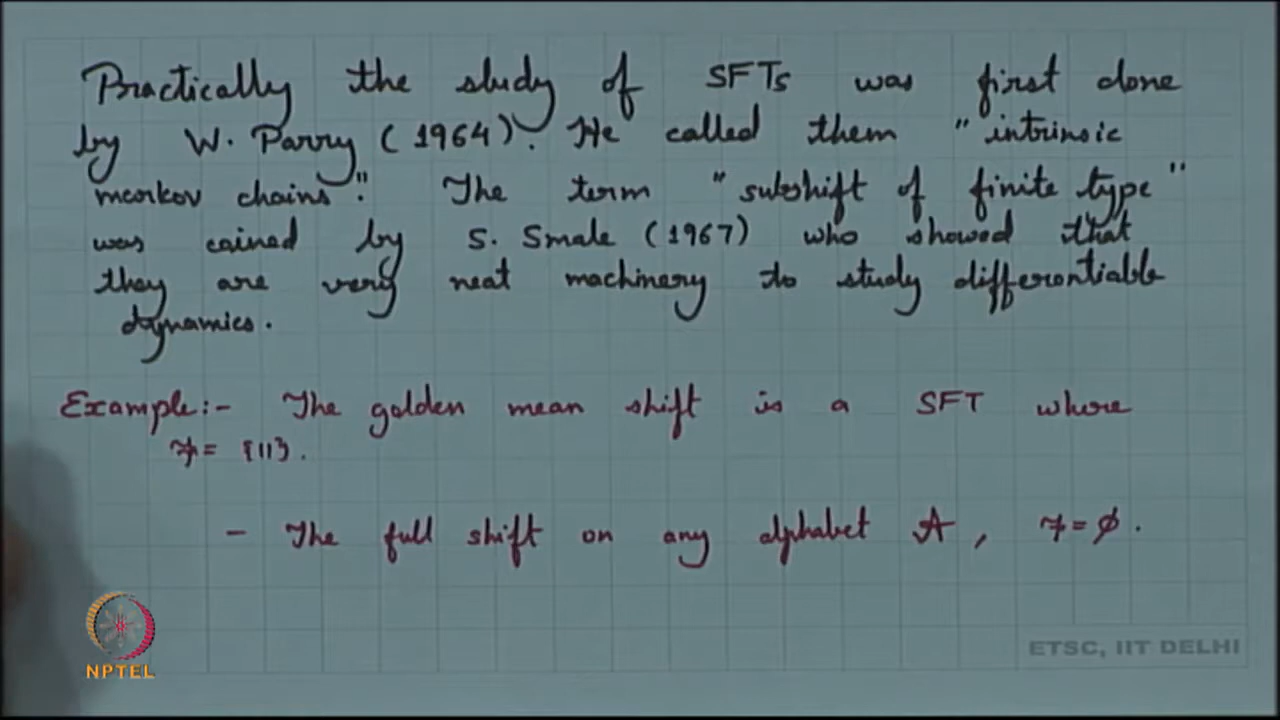 Practically the study of SFTs was first done
by W. Parry (1964). He called them "intrinsic
markov chains". The term "subshift of finite type"
was coined by S. Smale (1967) who showed that
they are very neat machinery to study differentiable
dynamics.
Example:- The golden mean shift is a SFT where
ℱ = {11}.
- The full shift on any alphabet A, ℱ = ∅.
NPTEL
ETSC, IIT DELHI